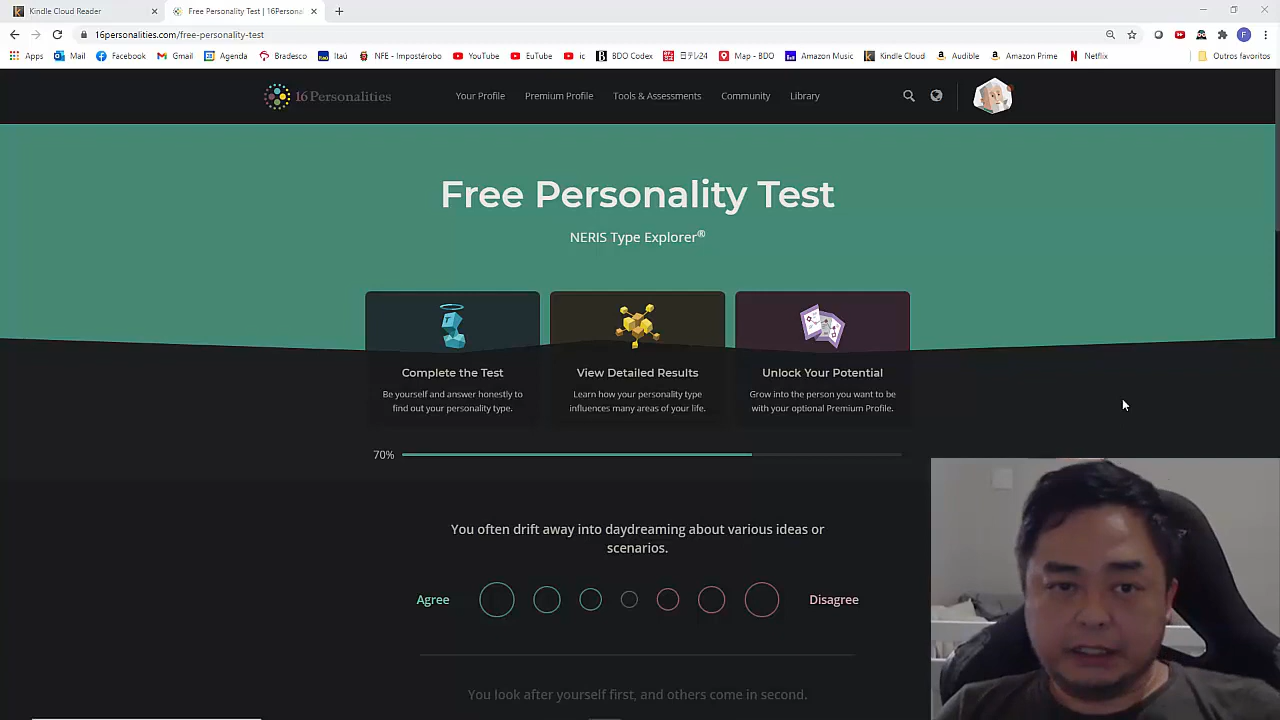 Kindle Cloud Reader
Free Personality Test | 16Personal
16personalities.com/free-personality-test
Apps Mail Facebook Gmail Agenda Bradesco Itaú NFE - Impostérobo YouTube EuTube ic BDO Codex 日テレ24 Map - BDO Amazon Music Kindle Cloud Audible Amazon Prime Netflix Outros favoritos
16Personalities
Your Profile Premium Profile Tools & Assessments Community Library
Free Personality Test
NERIS Type Explorer®
Complete the Test
Be yourself and answer honestly to
find out your personality type.
View Detailed Results
Learn how your personality type
influences many areas of your life.
Unlock Your Potential
Grow into the person you want to be
with your optional Premium Profile.
70%
You often drift away into daydreaming about various ideas or
scenarios.
Agree Disagree
You look after yourself first, and others come in second.